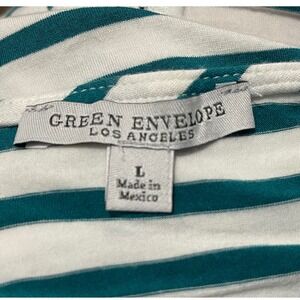 GREEN ENVELOPE
LOS ANGELES
L
Made in
Mexico